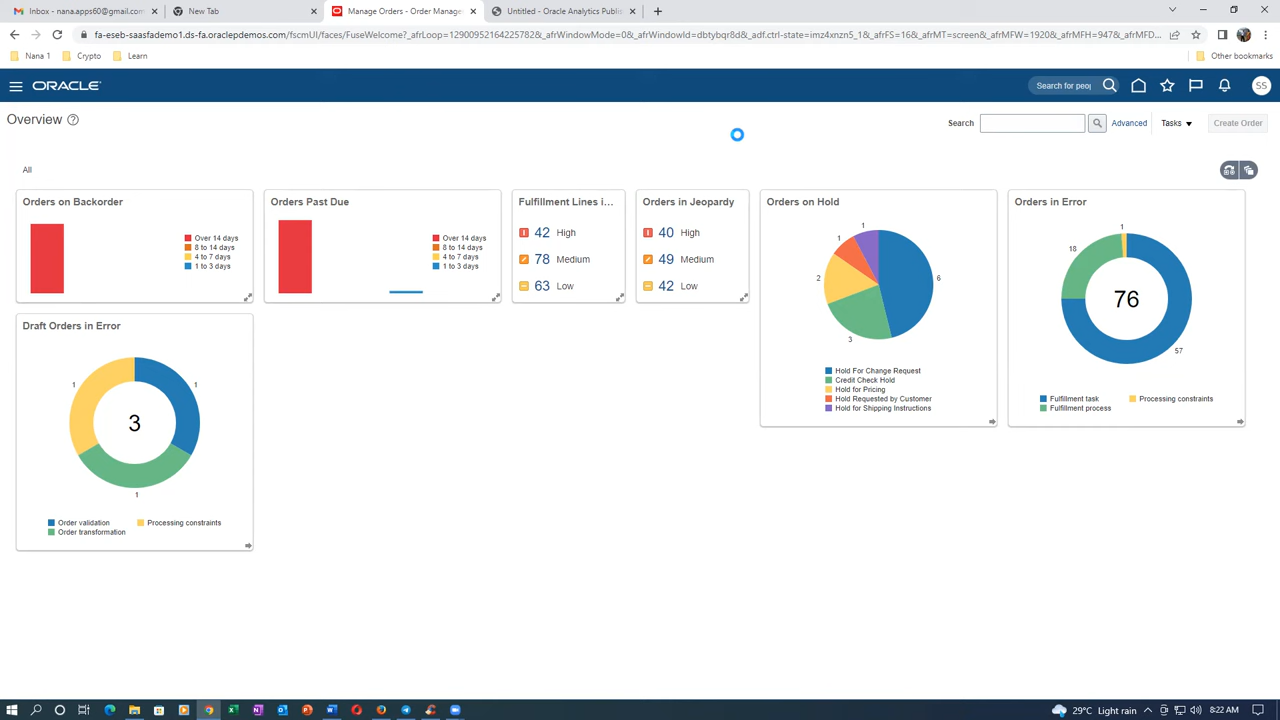 Inbox - nana.apps60@gmail.com
New Tab
Manage Orders - Order Manage
Untitled - Oracle Analytics Publis
fa-eseb-saasfademo1.ds-fa.oraclepdemos.com/fscmUI/faces/FuseWelcome?_afrLoop=129009521642257​82&_afrWindowMode=0&_afrWindowId=dbtybqr8d&_adf.ctrl-state=imz4xnzn5_1&_afrFS=16&_afrMT=screen&_afrMFW=1920&_afrMFH=947&_afrMFD...
Nana 1
Crypto
Learn
Other bookmarks
ORACLE
Search for peop
SS
Overview
Search
Advanced
Tasks
Create Order
All
Orders on Backorder
Over 14 days
8 to 14 days
4 to 7 days
1 to 3 days
Orders Past Due
Over 14 days
8 to 14 days
4 to 7 days
1 to 3 days
Fulfillment Lines i...
42 High
78 Medium
63 Low
Orders in Jeopardy
40 High
49 Medium
42 Low
Orders on Hold
1
1
2
6
3
Hold For Change Request
Credit Check Hold
Hold for Pricing
Hold Requested by Customer
Hold for Shipping Instructions
Orders in Error
1
18
76
57
Fulfillment task
Processing constraints
Fulfillment process
Draft Orders in Error
1
1
3
1
Order validation
Processing constraints
Order transformation
29°C Light rain
8:22 AM